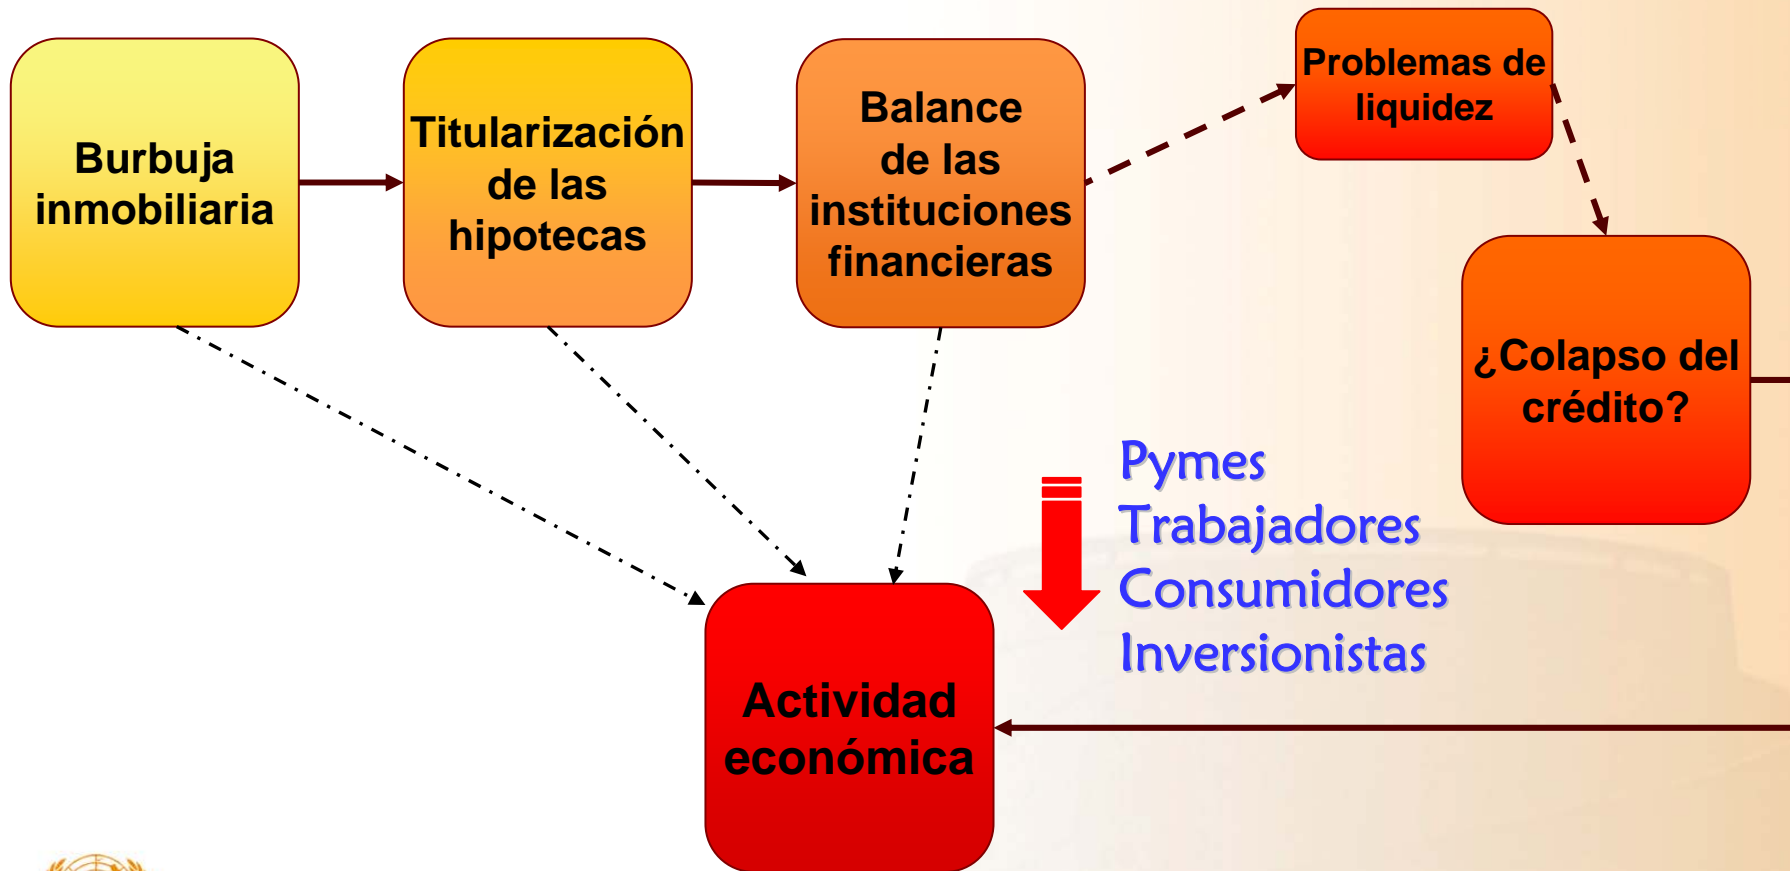 Burbuja
inmobiliaria
Titularización
de las
hipotecas
Balance
de las
instituciones
financieras
Problemas de
liquidez
¿Colapso del
crédito?
Pymes
Trabajadores
Consumidores
Inversionistas
Actividad
económica